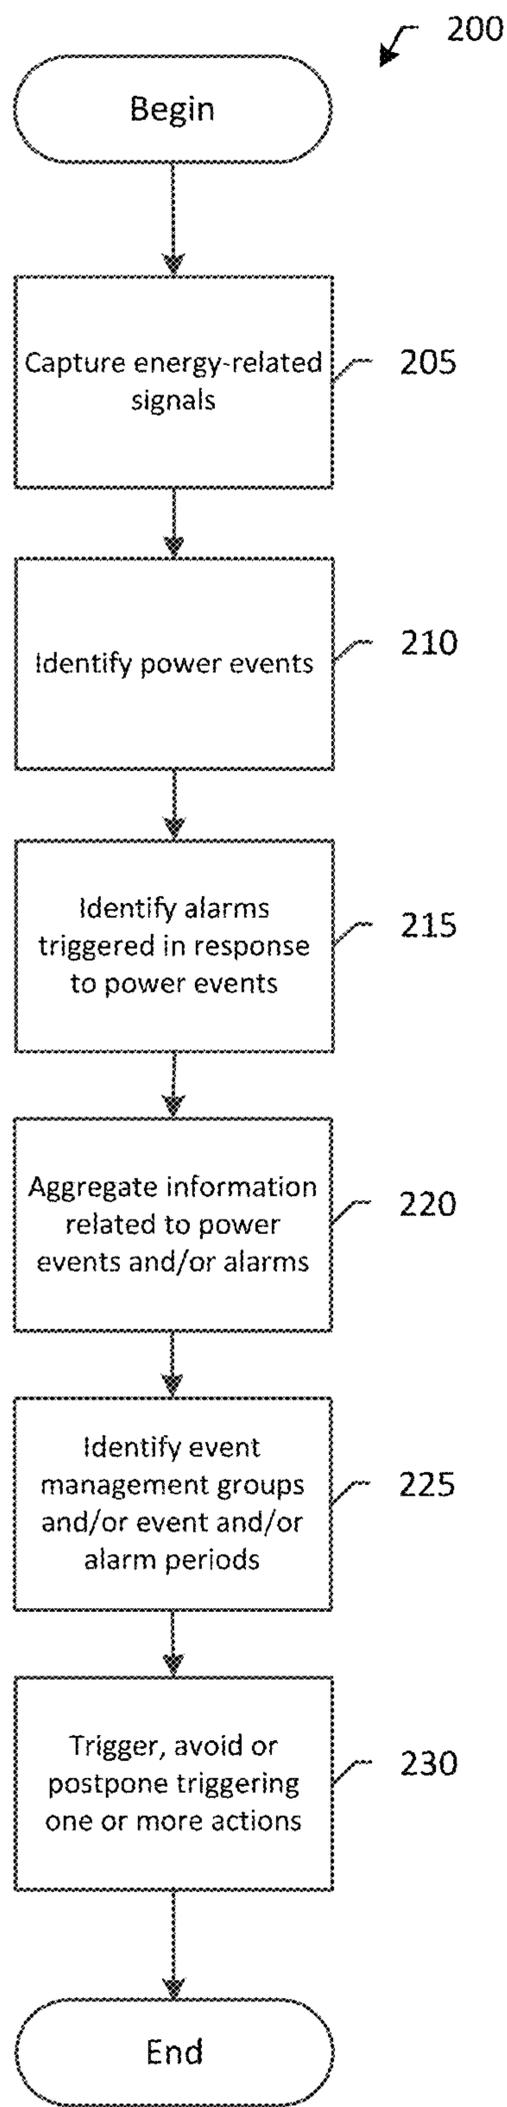 200
Begin
Capture energy-related
signals
205
Identify power events
210
Identify alarms
triggered in response
to power events
215
Aggregate information
related to power
events and/or alarms
220
Identify event
management groups
and/or event and/or
alarm periods
225
Trigger, avoid or
postpone triggering
one or more actions
230
End